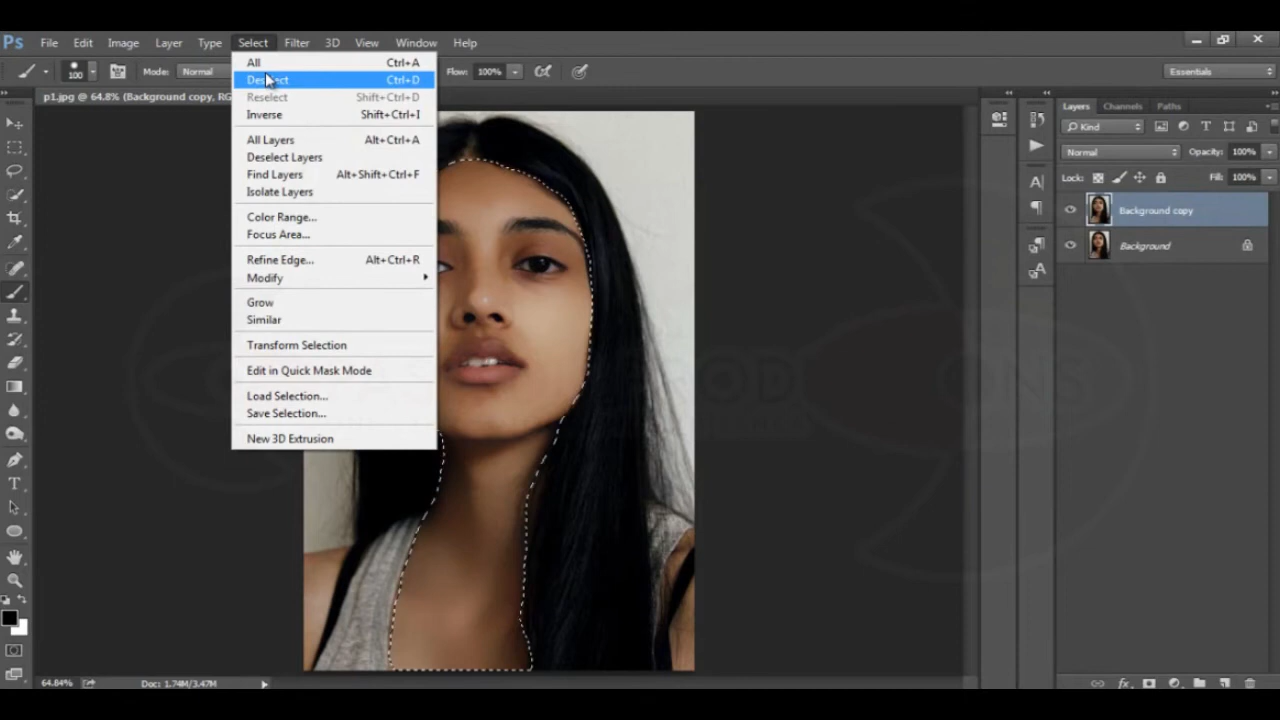 Ps File Edit Image Layer Type Select Filter 3D View Window Help
100 Mode: Normal Flow: 100% Essentials
p1.jpg @ 64.8% (Background copy, RG
All Ctrl+A
Deselect Ctrl+D
Reselect Shift+Ctrl+D
Inverse Shift+Ctrl+I
All Layers Alt+Ctrl+A
Deselect Layers
Find Layers Alt+Shift+Ctrl+F
Isolate Layers
Color Range...
Focus Area...
Refine Edge... Alt+Ctrl+R
Modify
Grow
Similar
Transform Selection
Edit in Quick Mask Mode
Load Selection...
Save Selection...
New 3D Extrusion
Layers Channels Paths
Kind
Normal Opacity: 100%
Lock: Fill: 100%
Background copy
Background
64.84% Doc: 1.74M/3.47M